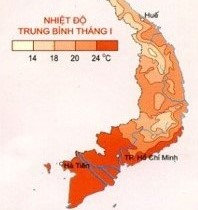 NHIỆT ĐỘ
TRUNG BÌNH THÁNG I
14 18 20 24 °C
Huế
TP. Hồ Chí Minh
Hà Tiên